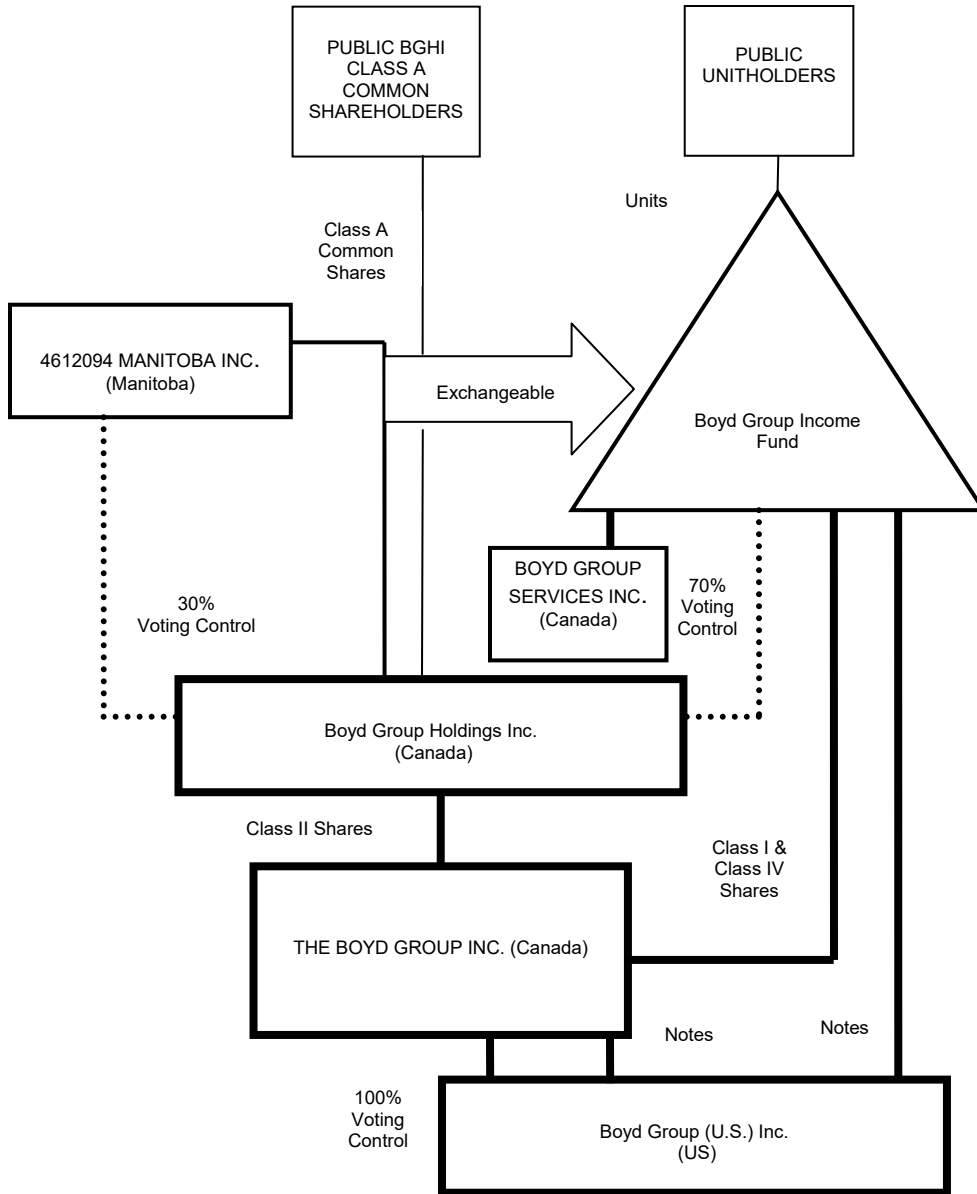 PUBLIC BGHI
CLASS A
COMMON
SHAREHOLDERS
PUBLIC
UNITHOLDERS
Units
Class A
Common
Shares
4612094 MANITOBA INC.
(Manitoba)
Exchangeable
Boyd Group Income
Fund
BOYD GROUP
SERVICES INC.
(Canada)
70%
Voting
Control
30%
Voting Control
Boyd Group Holdings Inc.
(Canada)
Class II Shares
Class I &
Class IV
Shares
THE BOYD GROUP INC. (Canada)
Notes
Notes
100%
Voting
Control
Boyd Group (U.S.) Inc.
(US)